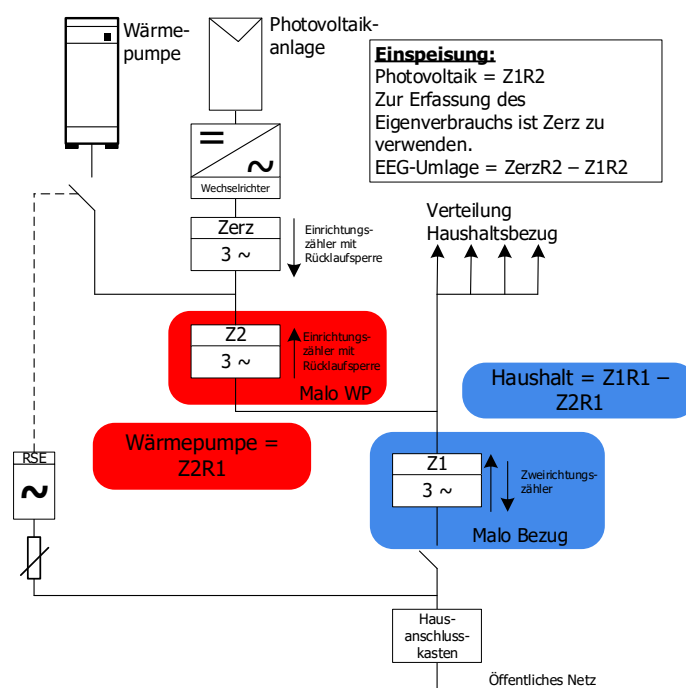 Wärme-
pumpe
Photovoltaik-
anlage
Einspeisung:
Photovoltaik = Z1R2
Zur Erfassung des
Eigenverbrauchs ist Zerz zu
verwenden.
EEG-Umlage = ZerzR2 – Z1R2
=
~
Wechselrichter
Zerz
3 ~
Einrichtungs-
zähler mit
Rücklaufsperre
Verteilung
Haushaltsbezug
Z2
3 ~
Einrichtungs-
zähler mit
Rücklaufsperre
Malo WP
Haushalt = Z1R1 –
Z2R1
Wärmepumpe =
Z2R1
RSE
~
Z1
3 ~
Zweirichtungs-
zähler
Malo Bezug
Haus-
anschluss-
kasten
Öffentliches Netz